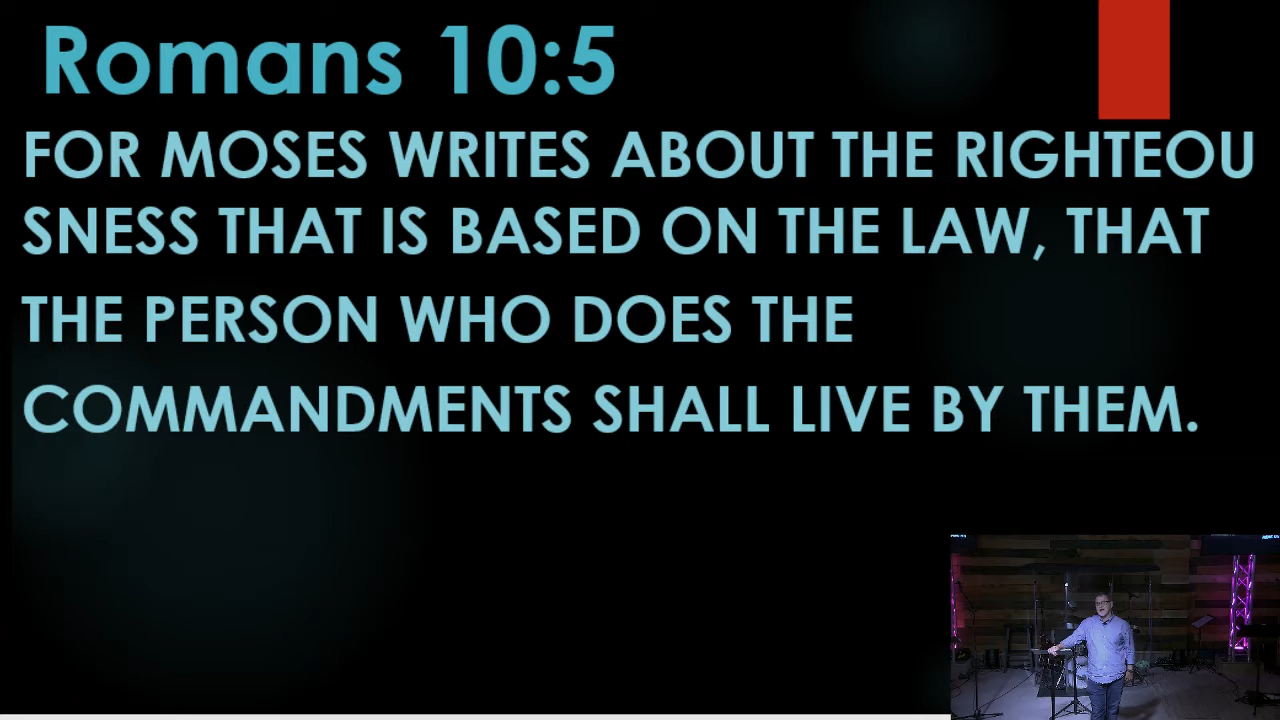 Romans 10:5
FOR MOSES WRITES ABOUT THE RIGHTEOU
SNESS THAT IS BASED ON THE LAW, THAT
THE PERSON WHO DOES THE
COMMANDMENTS SHALL LIVE BY THEM.